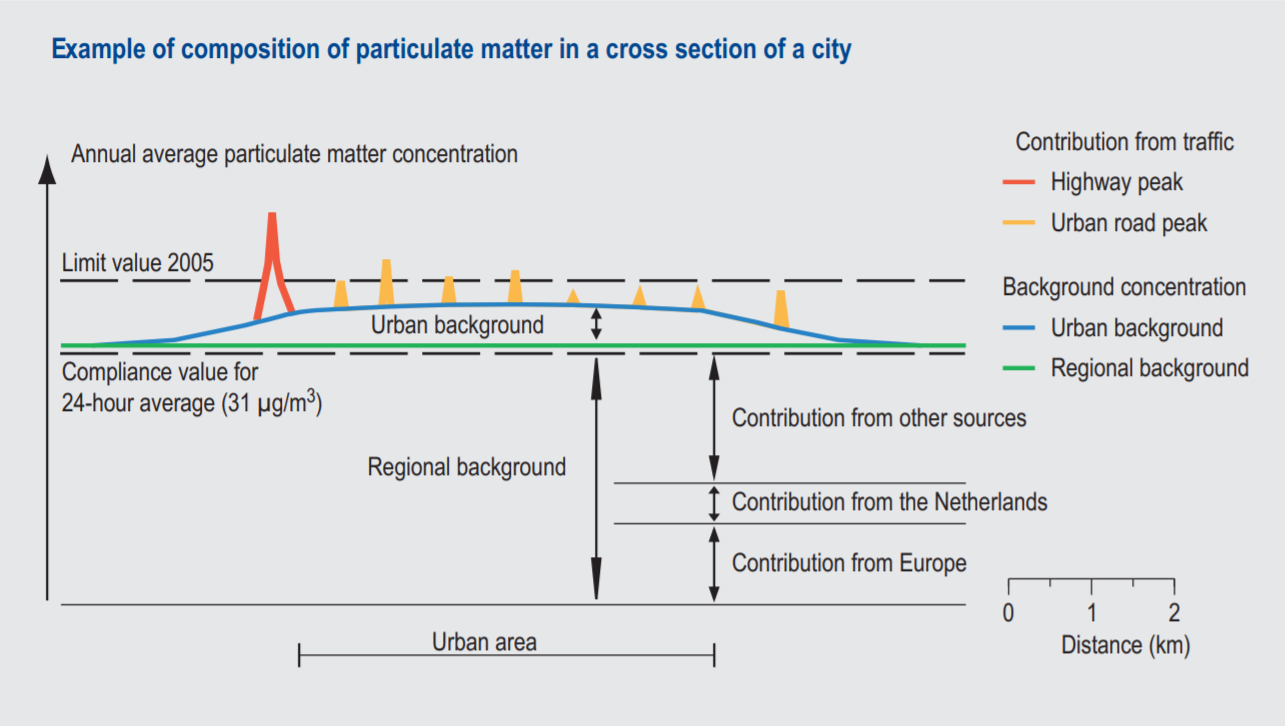 Example of composition of particulate matter in a cross section of a city
Annual average particulate matter concentration
Contribution from traffic
Highway peak
Urban road peak
Limit value 2005
Background concentration
Urban background
Urban background
Regional background
Compliance value for
24-hour average (31 µg/m³)
Contribution from other sources
Regional background
Contribution from the Netherlands
Contribution from Europe
0 1 2
Distance (km)
Urban area